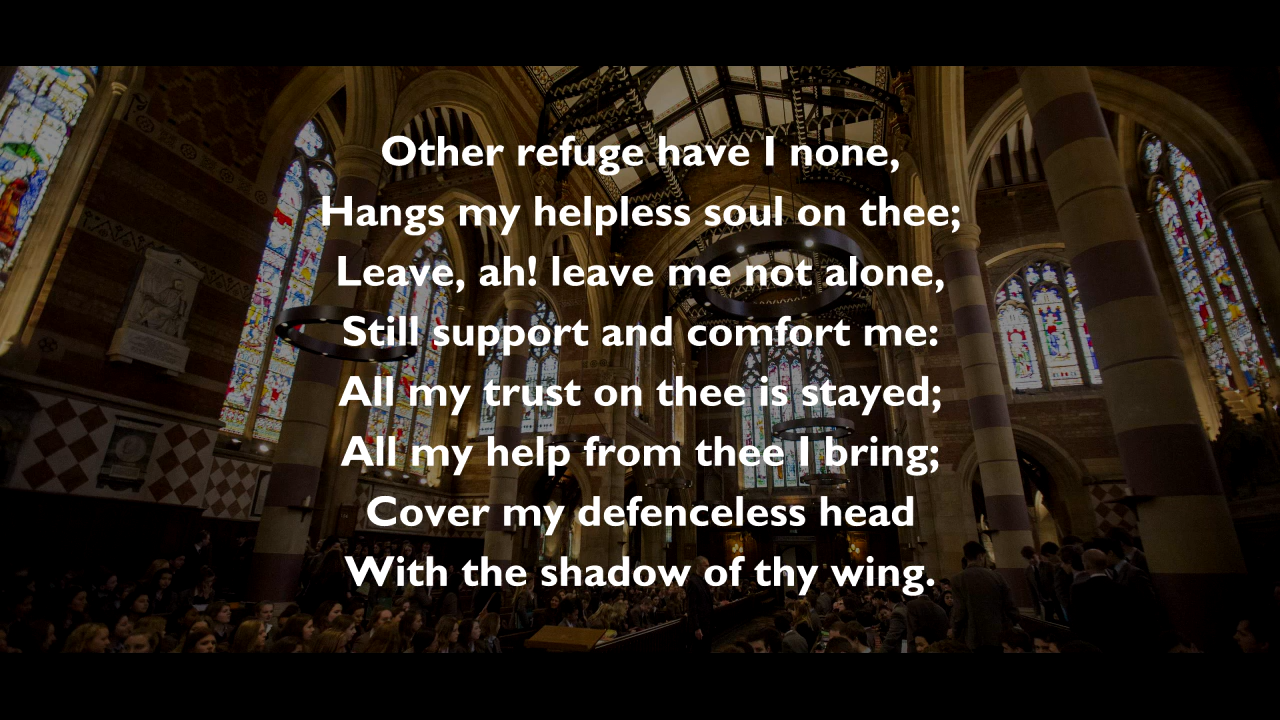 Other refuge have I none,
Hangs my helpless soul on thee;
Leave, ah! leave me not alone,
Still support and comfort me:
All my trust on thee is stayed;
All my help from thee I bring;
Cover my defenceless head
With the shadow of thy wing.